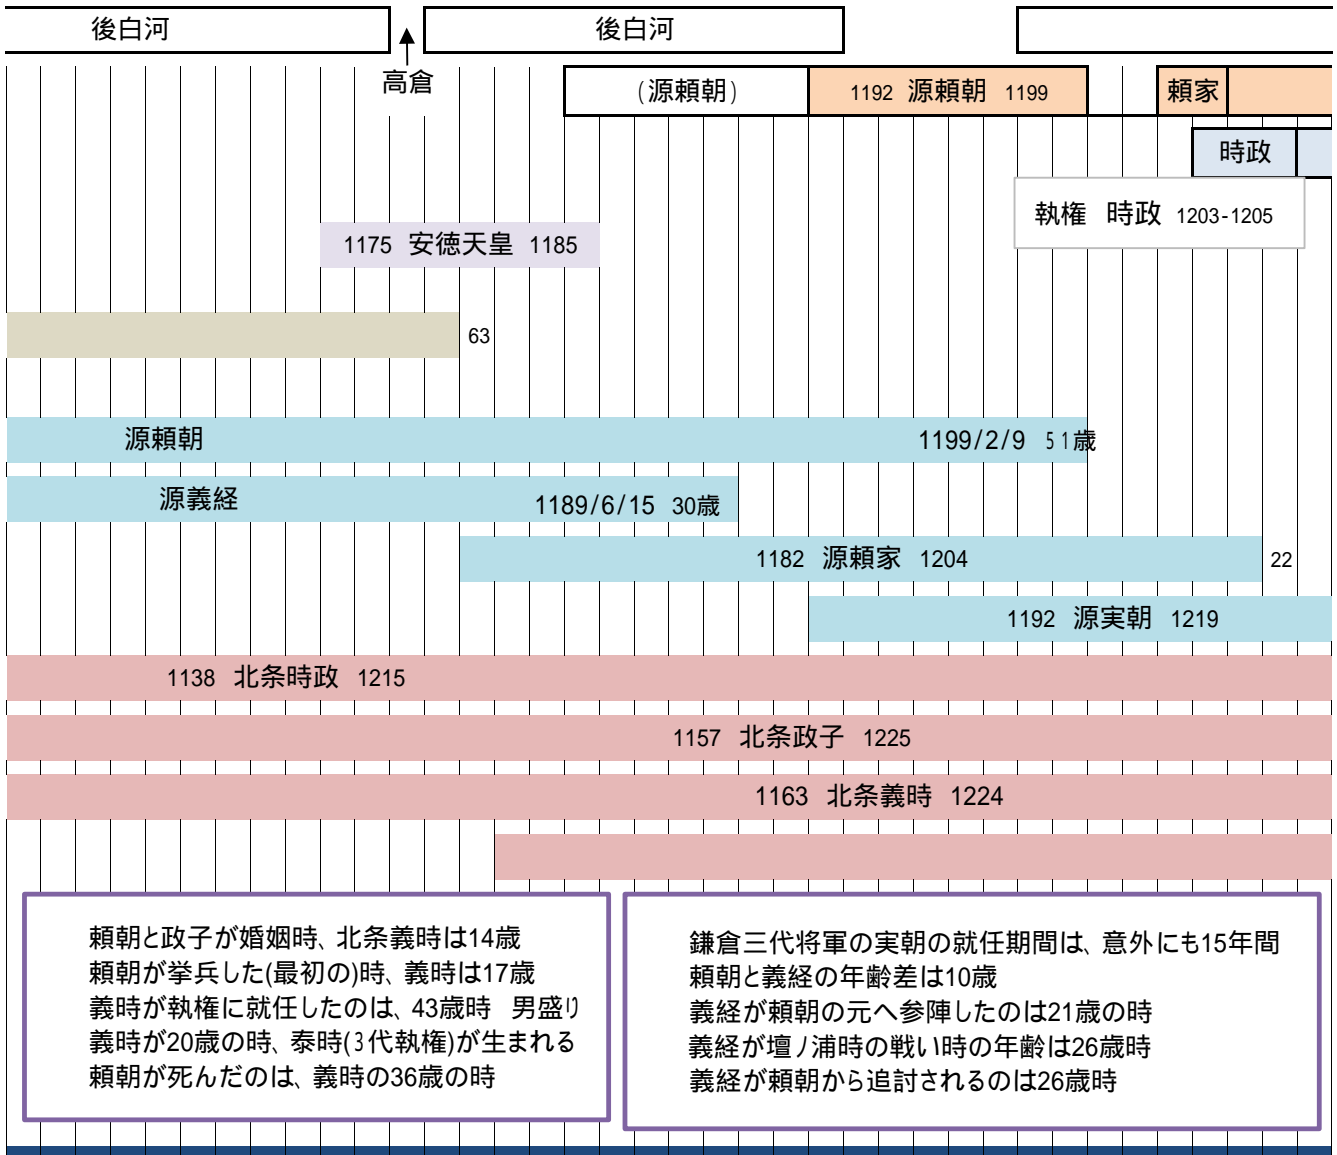 後白河
後白河
高倉
(源頼朝)
1192 源頼朝 1199
頼家
時政
執権 時政 1203-1205
1175 安徳天皇 1185
63
源頼朝
1199/2/9 51歳
源義経
1189/6/15 30歳
1182 源頼家 1204
22
1192 源実朝 1219
1138 北条時政 1215
1157 北条政子 1225
1163 北条義時 1224
頼朝と政子が婚姻時、北条義時は14歳
頼朝が挙兵した(最初の)時、義時は17歳
義時が執権に就任したのは、43歳時 男盛り
義時が20歳の時、泰時(3代執権)が生まれる
頼朝が死んだのは、義時の36歳の時
鎌倉三代将軍の実朝の就任期間は、意外にも15年間
頼朝と義経の年齢差は10歳
義経が頼朝の元へ参陣したのは21歳の時
義経が壇ノ浦時の戦い時の年齢は26歳時
義経が頼朝から追討されるのは26歳時